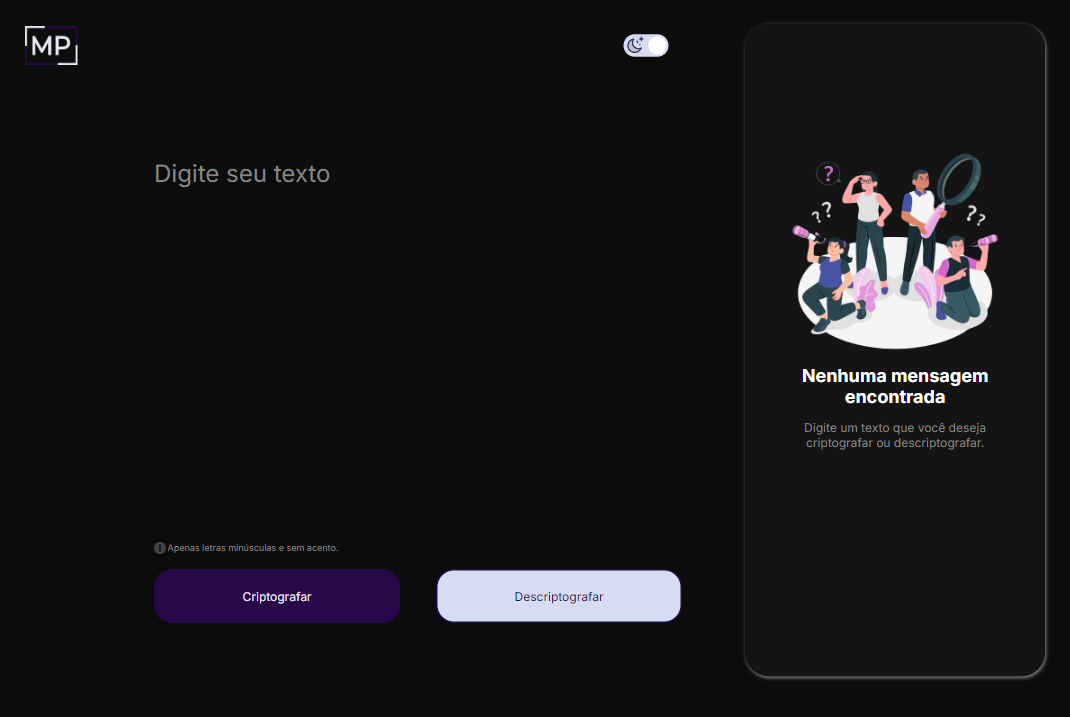 MP
Digite seu texto
? ? ?
? ?
Nenhuma mensagem
encontrada
Digite um texto que você deseja
criptografar ou descriptografar.
! Apenas letras minúsculas e sem acento.
Criptografar
Descriptografar